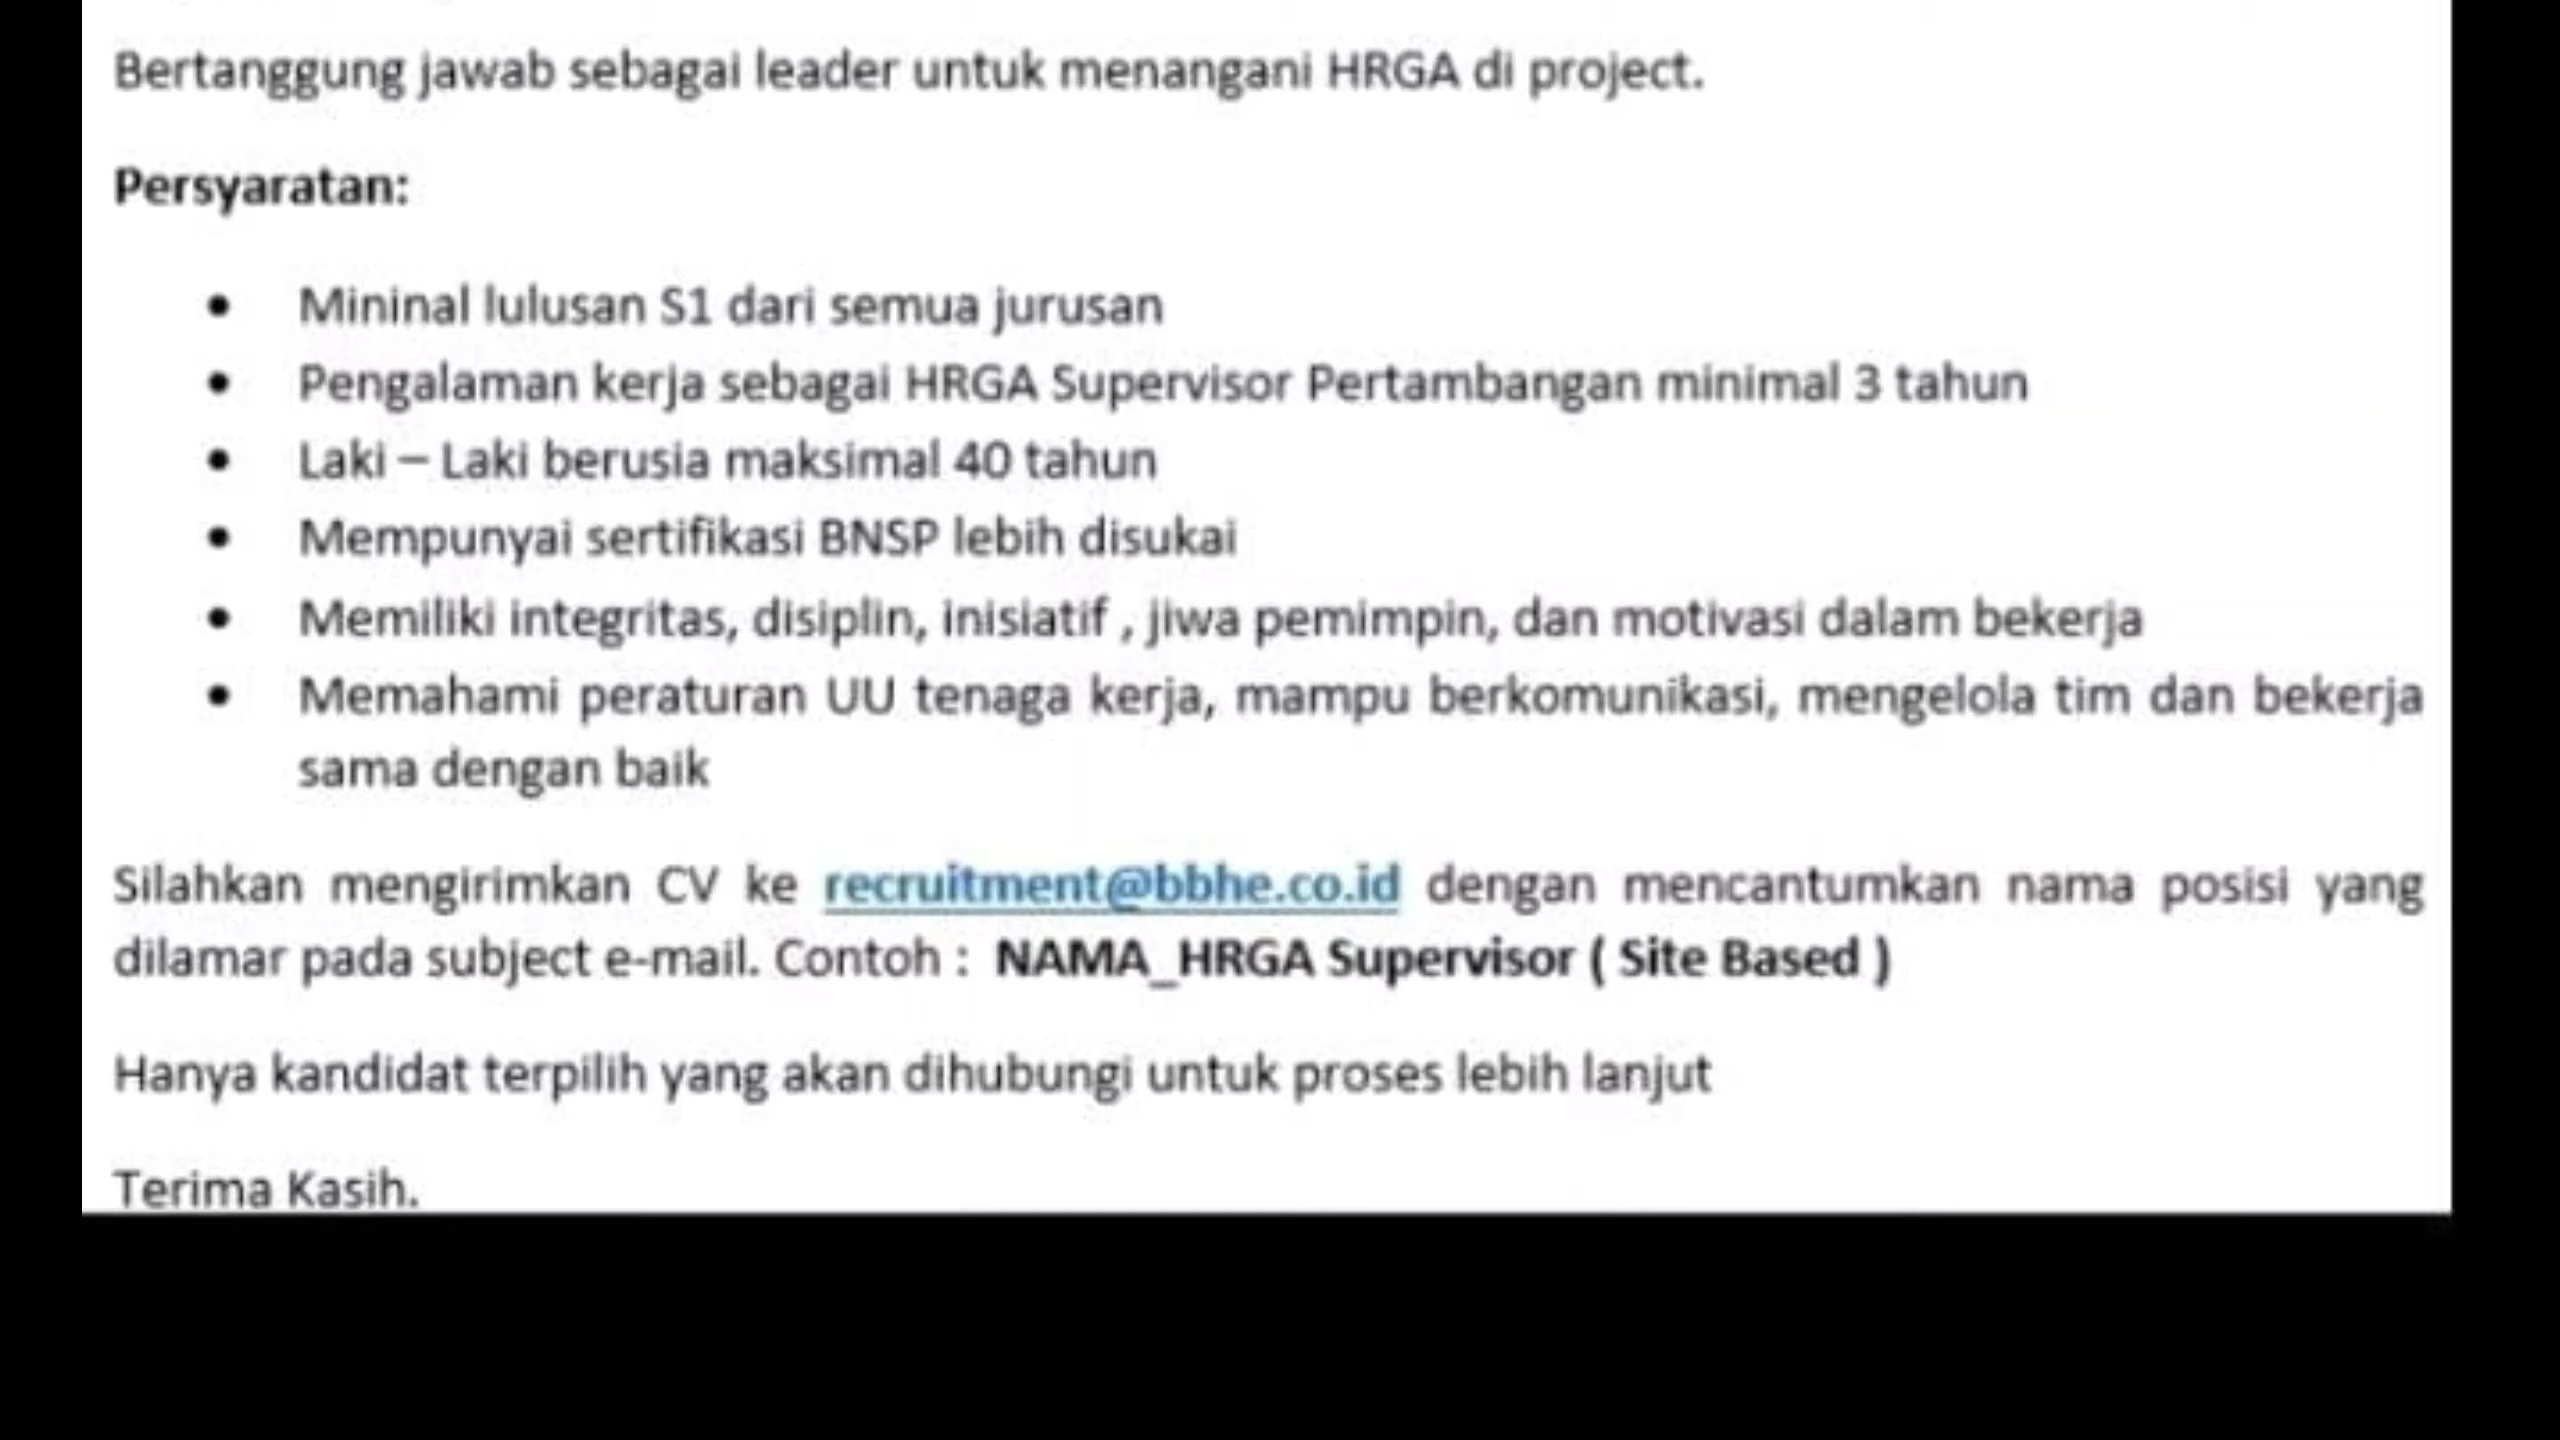 Bertanggung jawab sebagai leader untuk menangani HRGA di project.
Persyaratan:
• Mininal lulusan S1 dari semua jurusan
• Pengalaman kerja sebagai HRGA Supervisor Pertambangan minimal 3 tahun
• Laki – Laki berusia maksimal 40 tahun
• Mempunyai sertifikasi BNSP lebih disukai
• Memiliki integritas, disiplin, inisiatif , jiwa pemimpin, dan motivasi dalam bekerja
• Memahami peraturan UU tenaga kerja, mampu berkomunikasi, mengelola tim dan bekerja
sama dengan baik
Silahkan mengirimkan CV ke recruitment@bbhe.co.id dengan mencantumkan nama posisi yang
dilamar pada subject e-mail. Contoh : NAMA_HRGA Supervisor ( Site Based )
Hanya kandidat terpilih yang akan dihubungi untuk proses lebih lanjut
Terima Kasih.